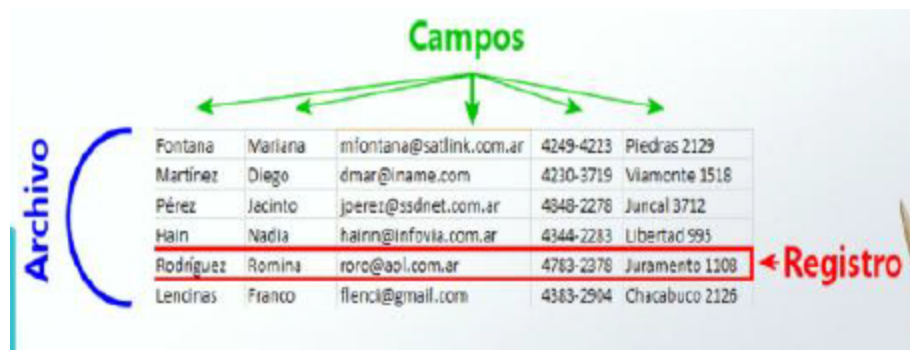 Campos
Archivo
Fontana Mariana mfontana@satlink.com.ar 4249-4223 Piedras 2129
Martínez Diego dmar@iname.com 4230-3719 Viamonte 1518
Pérez Jacinto jperez@ssdnet.com.ar 4848-2278 Juncal 3712
Hain Nadia hainn@infovia.com.ar 4344-2283 Libertad 995
Rodríguez Romina roro@aol.com.ar 4783-2378 Juramento 1108
Registro
Lencinas Franco flenci@gmail.com 4383-2904 Chacabuco 2126